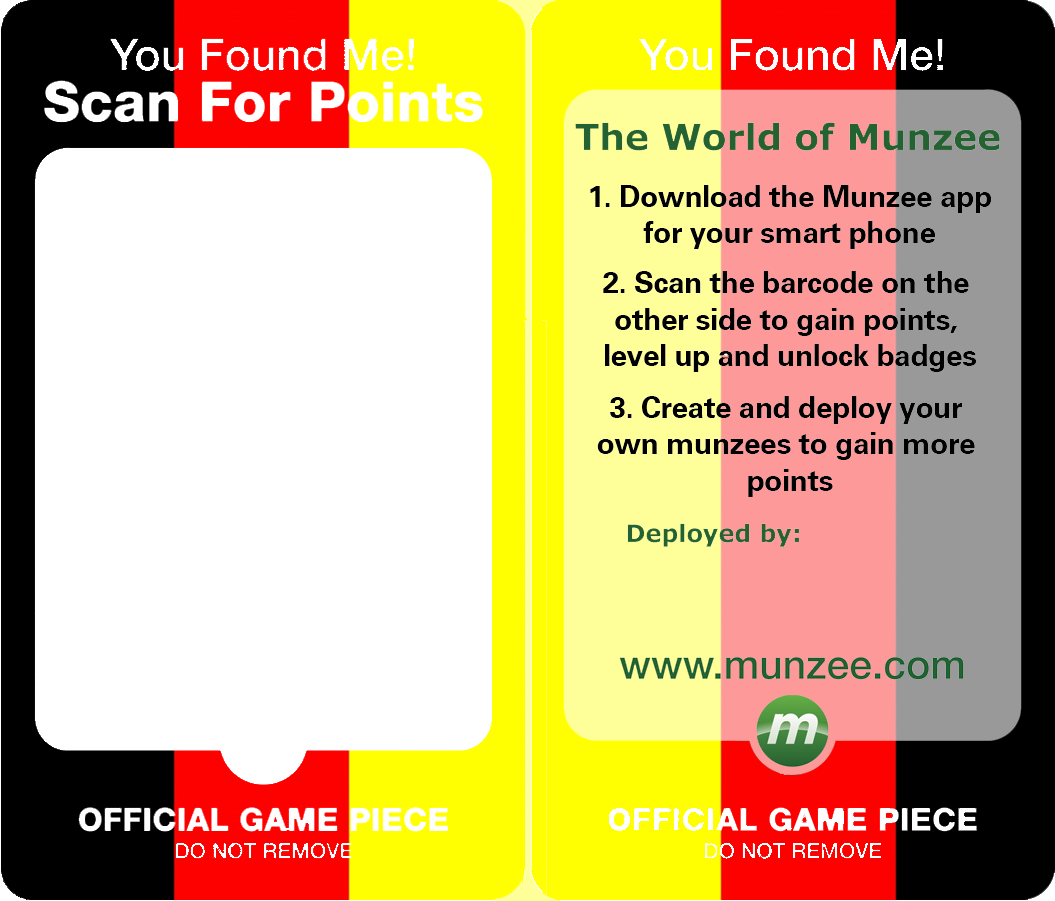 You Found Me!
Scan For Points
OFFICIAL GAME PIECE
DO NOT REMOVE
You Found Me!
The World of Munzee
1. Download the Munzee app
for your smart phone
2. Scan the barcode on the
other side to gain points,
level up and unlock badges
3. Create and deploy your
own munzees to gain more
points
Deployed by:
www.munzee.com
m
OFFICIAL GAME PIECE
DO NOT REMOVE